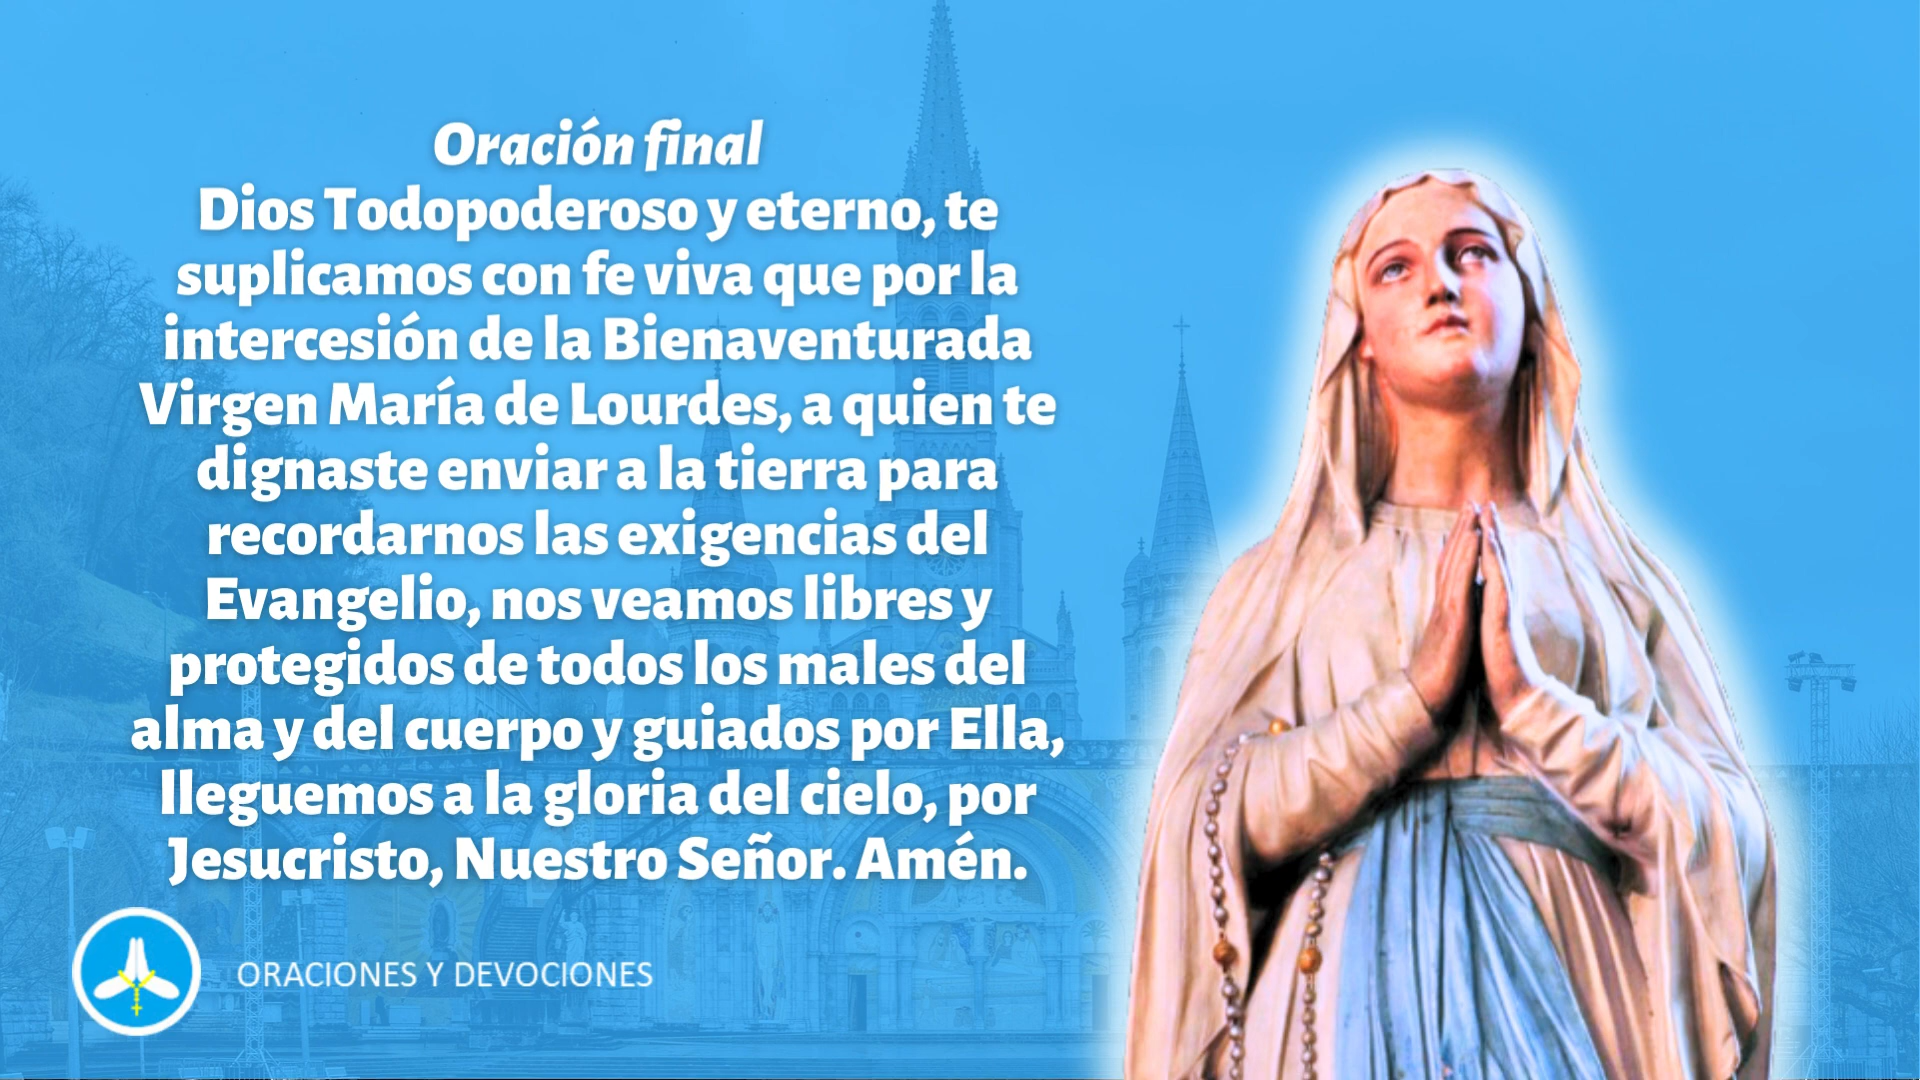 Oración final
Dios Todopoderoso y eterno, te
suplicamos con fe viva que por la
intercesión de la Bienaventurada
Virgen María de Lourdes, a quien te
dignaste enviar a la tierra para
recordarnos las exigencias del
Evangelio, nos veamos libres y
protegidos de todos los males del
alma y del cuerpo y guiados por Ella,
lleguemos a la gloria del cielo, por
Jesucristo, Nuestro Señor. Amén.
ORACIONES Y DEVOCIONES